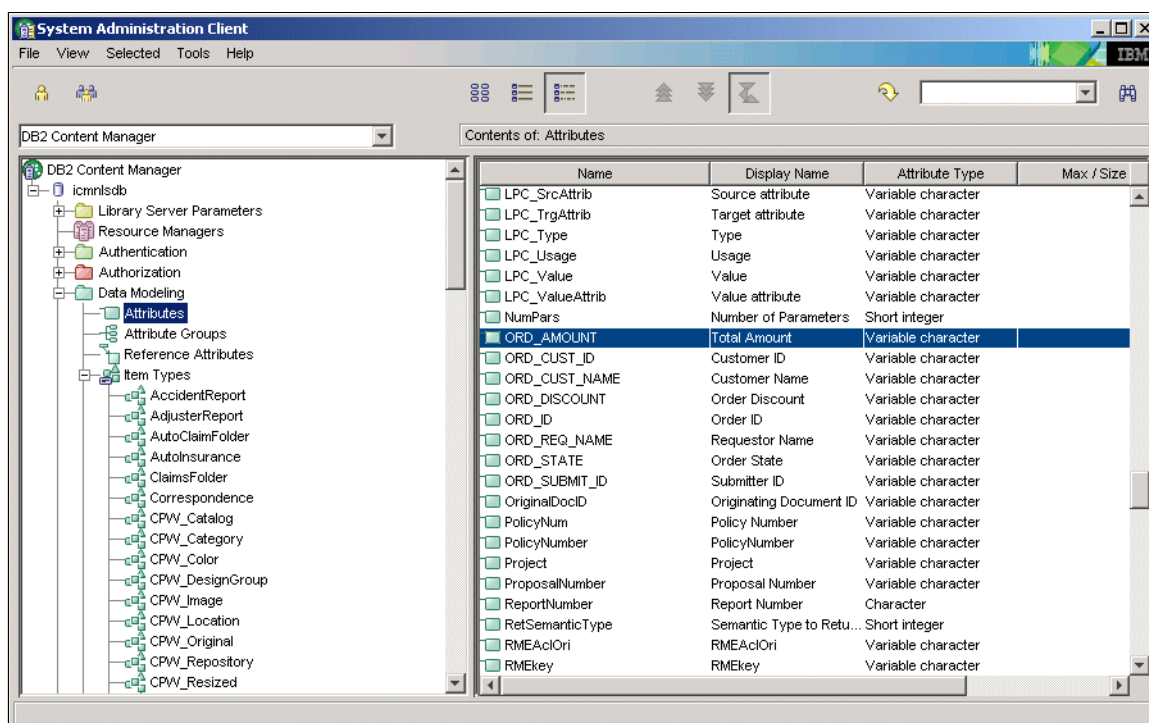 System Administration Client
File View Selected Tools Help
IBM
DB2 Content Manager
Contents of: Attributes
DB2 Content Manager
icmnlsdb
Library Server Parameters
Resource Managers
Authentication
Authorization
Data Modeling
Attributes
Attribute Groups
Reference Attributes
Item Types
AccidentReport
AdjusterReport
AutoClaimFolder
AutoInsurance
ClaimsFolder
Correspondence
CPW_Catalog
CPW_Category
CPW_Color
CPW_DesignGroup
CPW_Image
CPW_Location
CPW_Original
CPW_Repository
CPW_Resized
Name Display Name Attribute Type Max / Size
LPC_SrcAttrib Source attribute Variable character
LPC_TrgAttrib Target attribute Variable character
LPC_Type Type Variable character
LPC_Usage Usage Variable character
LPC_Value Value Variable character
LPC_ValueAttrib Value attribute Variable character
NumPars Number of Parameters Short integer
ORD_AMOUNT Total Amount Variable character
ORD_CUST_ID Customer ID Variable character
ORD_CUST_NAME Customer Name Variable character
ORD_DISCOUNT Order Discount Variable character
ORD_ID Order ID Variable character
ORD_REQ_NAME Requestor Name Variable character
ORD_STATE Order State Variable character
ORD_SUBMIT_ID Submitter ID Variable character
OriginalDocID Originating Document ID Variable character
PolicyNum Policy Number Variable character
PolicyNumber PolicyNumber Variable character
Project Project Variable character
ProposalNumber Proposal Number Variable character
ReportNumber Report Number Character
RetSemanticType Semantic Type to Retu... Short integer
RMEAclOri RMEAclOri Variable character
RMEkey RMEkey Variable character